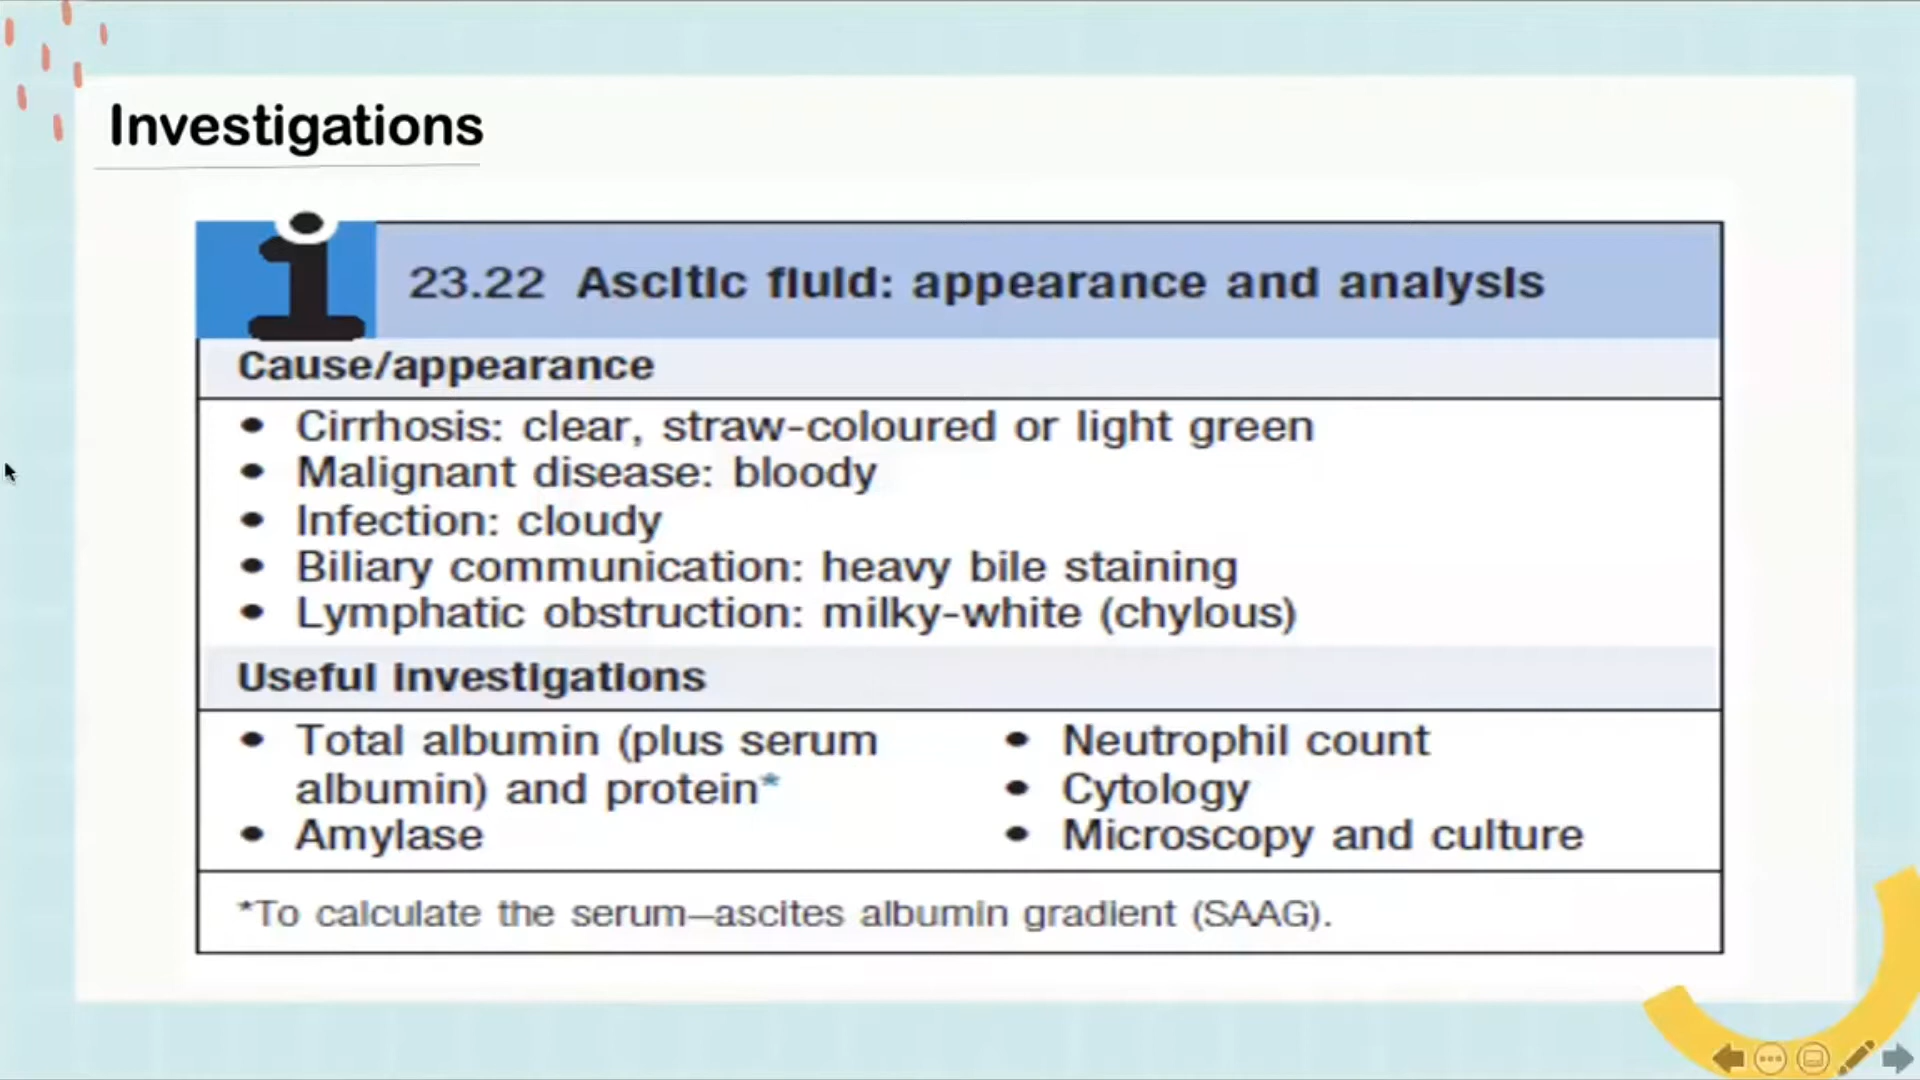 Investigations
i
23.22 Ascitic fluid: appearance and analysis
Cause/appearance
• Cirrhosis: clear, straw-coloured or light green
• Malignant disease: bloody
• Infection: cloudy
• Biliary communication: heavy bile staining
• Lymphatic obstruction: milky-white (chylous)
Useful investigations
• Total albumin (plus serum
albumin) and protein*
• Amylase
• Neutrophil count
• Cytology
• Microscopy and culture
*To calculate the serum–ascites albumin gradient (SAAG).